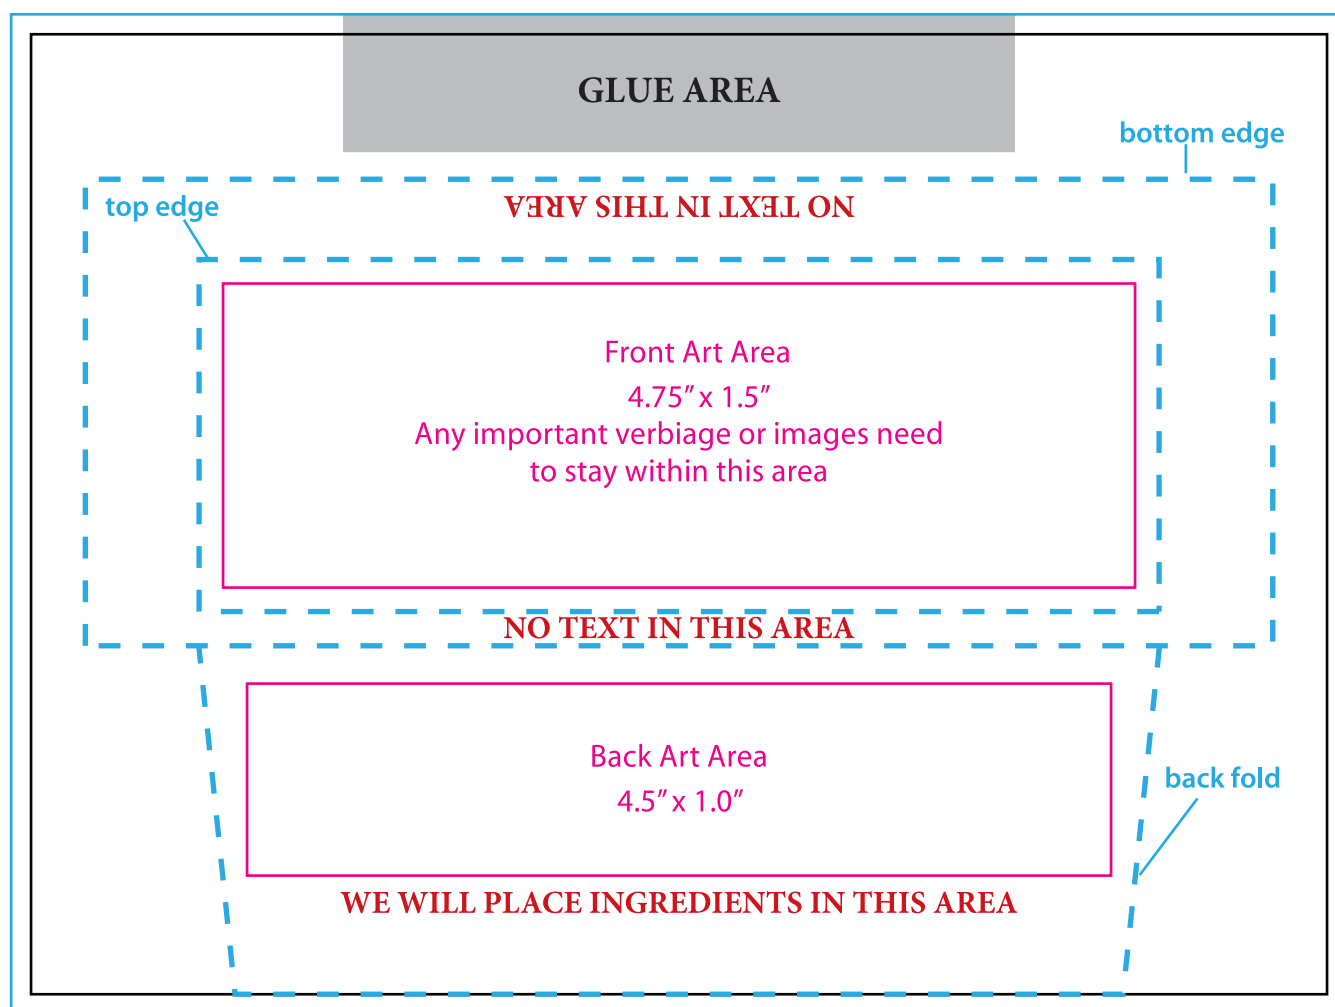 GLUE AREA
bottom edge
NO TEXT IN THIS AREA
top edge
Front Art Area
4.75” x 1.5”
Any important verbiage or images need
to stay within this area
NO TEXT IN THIS AREA
Back Art Area
4.5” x 1.0”
back fold
WE WILL PLACE INGREDIENTS IN THIS AREA